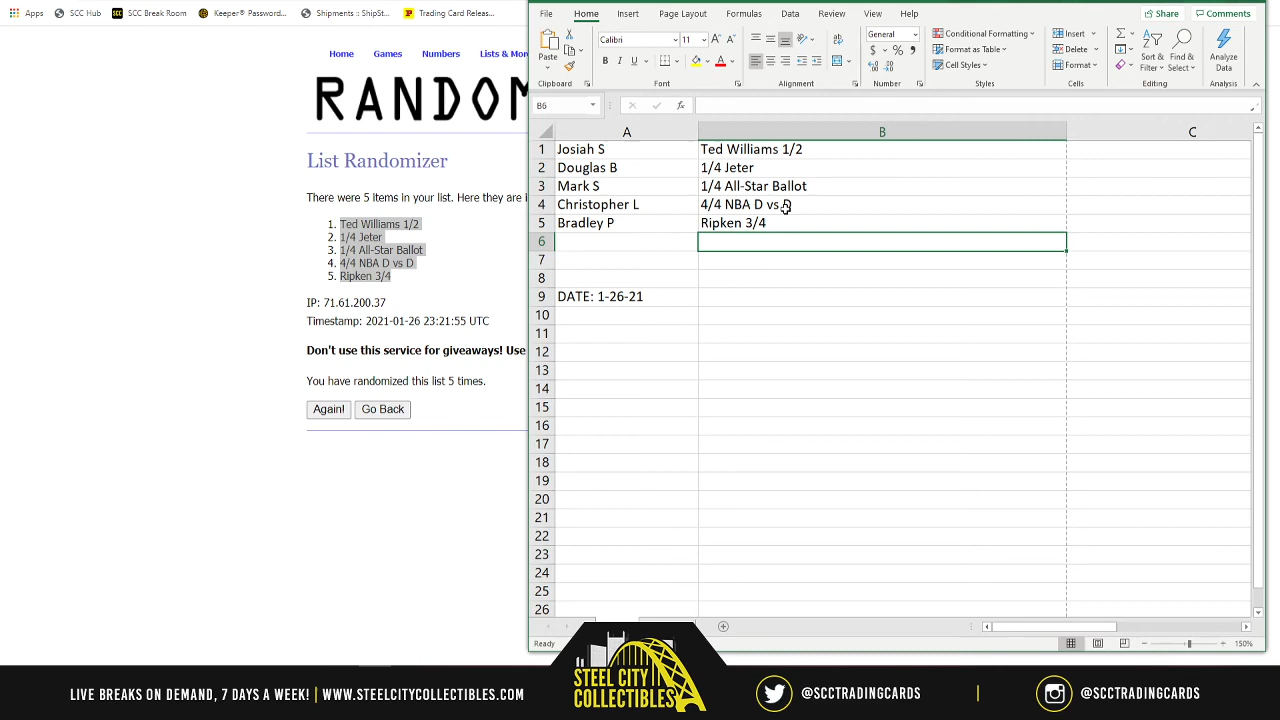 Apps SCC Hub SCC Break Room Keeper® Password... Shipments :: ShipSt... Trading Card Releas...
Home Games Numbers Lists & Mor
RANDOM
List Randomizer
There were 5 items in your list. Here they are i
1. Ted Williams 1/2
2. 1/4 Jeter
3. 1/4 All-Star Ballot
4. 4/4 NBA D vs D
5. Ripken 3/4
IP: 71.61.200.37
Timestamp: 2021-01-26 23:21:55 UTC
Don't use this service for giveaways! Use
You have randomized this list 5 times.
Again! Go Back
File Home Insert Page Layout Formulas Data Review View Help Share Comments
Paste Calibri 11 General Conditional Formatting Format as Table Cell Styles Insert Delete Format Sort & Filter Find & Select Analyze Data
Clipboard Font Alignment Number Styles Cells Editing Analysis
B6 fx
A B C
1 Josiah S Ted Williams 1/2
2 Douglas B 1/4 Jeter
3 Mark S 1/4 All-Star Ballot
4 Christopher L 4/4 NBA D vs D
5 Bradley P Ripken 3/4
6
7
8
9 DATE: 1-26-21
10
11
12
13
14
15
16
17
18
19
20
21
22
23
24
25
26
Ready 150%
LIVE BREAKS ON DEMAND, 7 DAYS A WEEK! | WWW.STEELCITYCOLLECTIBLES.COM
STEEL CITY
COLLECTIBLES
@SCCTRADINGCARDS | @SCCTRADINGCARDS